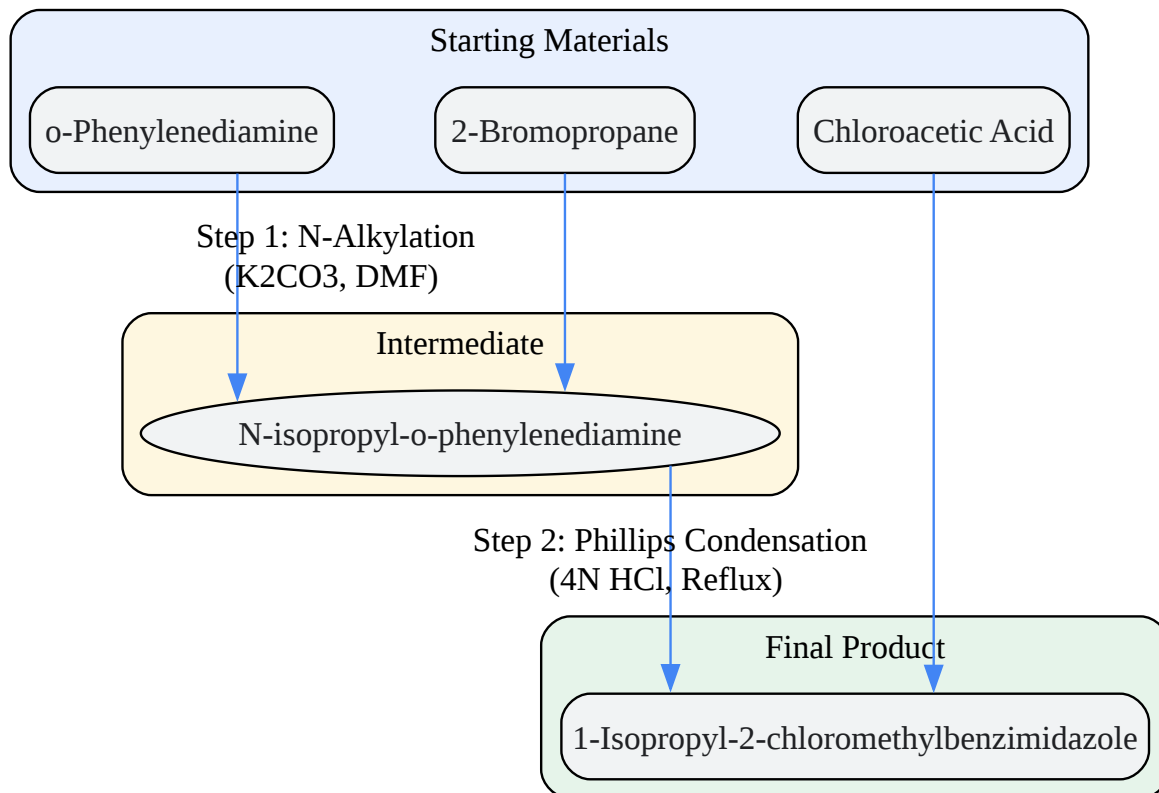 Starting Materials
o-Phenylenediamine
2-Bromopropane
Chloroacetic Acid
Step 1: N-Alkylation
(K2CO3, DMF)
Intermediate
N-isopropyl-o-phenylenediamine
Step 2: Phillips Condensation
(4N HCl, Reflux)
Final Product
1-Isopropyl-2-chloromethylbenzimidazole